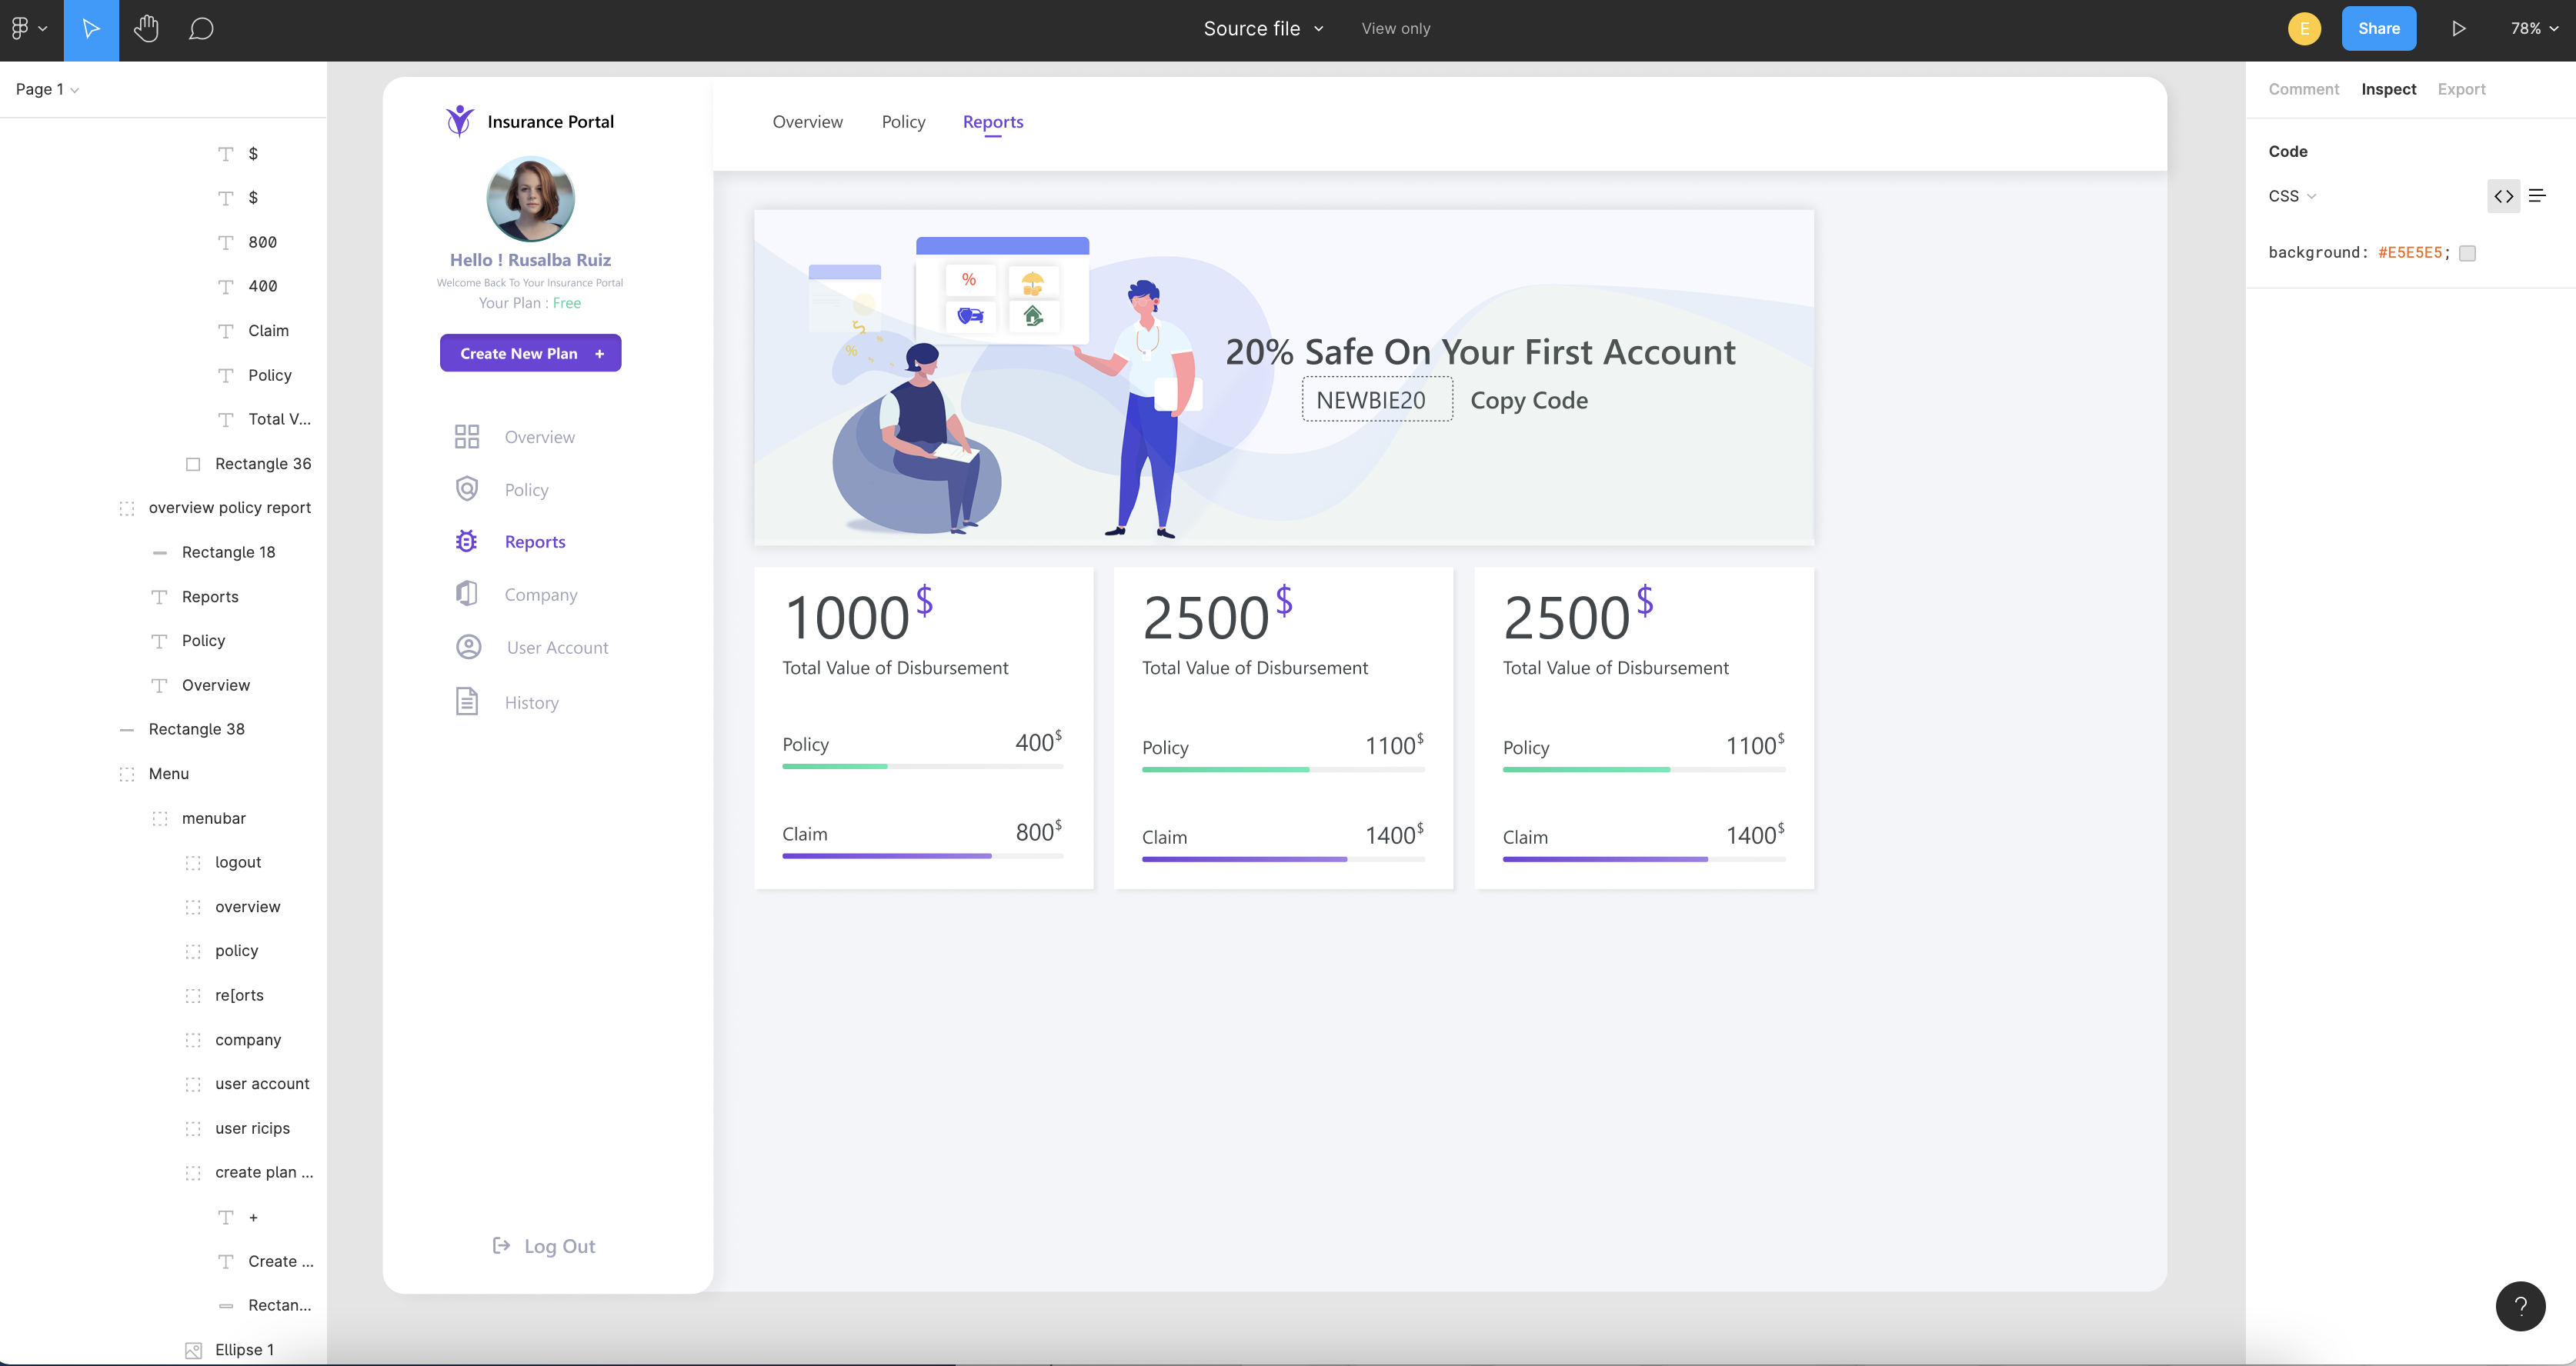 Source file
View only
E
Share
78%
Page 1
$
$
800
400
Claim
Policy
Total V...
Rectangle 36
overview policy report
Rectangle 18
Reports
Policy
Overview
Rectangle 38
Menu
menubar
logout
overview
policy
re[orts
company
user account
user ricips
create plan ...
+
Create ...
Rectan...
Ellipse 1
Insurance Portal
Hello ! Rusalba Ruiz
Welcome Back To Your Insurance Portal
Your Plan : Free
Create New Plan +
Overview
Policy
Reports
Company
User Account
History
Log Out
Overview Policy Reports
%
%
20% Safe On Your First Account
NEWBIE20 Copy Code
1000$
Total Value of Disbursement
Policy 400$
Claim 800$
2500$
Total Value of Disbursement
Policy 1100$
Claim 1400$
2500$
Total Value of Disbursement
Policy 1100$
Claim 1400$
Comment Inspect Export
Code
CSS
background: #E5E5E5;
?